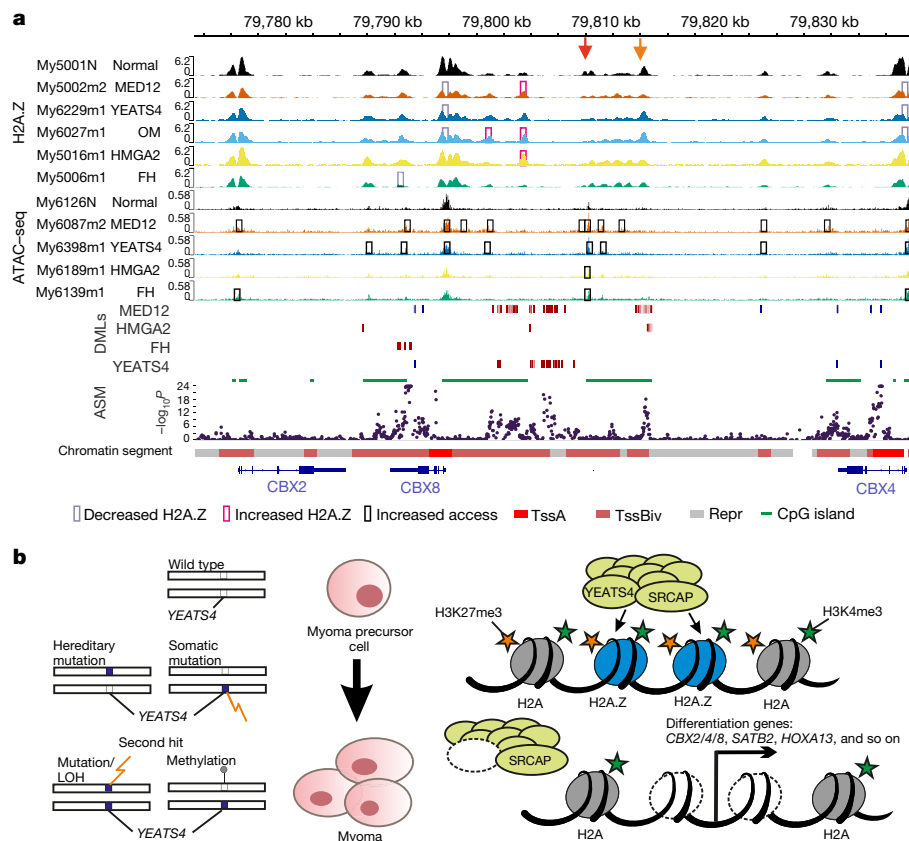 a
79,780 kb 79,790 kb 79,800 kb 79,810 kb 79,820 kb 79,830 kb
H2A.Z
My5001N Normal 6.2 0
My5002m2 MED12 6.2 0
My6229m1 YEATS4 6.2 0
My6027m1 OM 6.2 0
My5016m1 HMGA2 6.2 0
My5006m1 FH 6.2 0
ATAC–seq
My6126N Normal 0.58 0
My6087m2 MED12 0.58 0
My6398m1 YEATS4 0.58 0
My6189m1 HMGA2 0.58 0
My6139m1 FH 0.58 0
DMLs
MED12
HMGA2
FH
YEATS4
ASM
–log10P
24
18
12
6
0
Chromatin segment
CBX2 CBX8 CBX4
Decreased H2A.Z Increased H2A.Z Increased access TssA TssBiv Repr CpG island
b
Wild type
YEATS4
Hereditary
mutation
Somatic
mutation
YEATS4
Second hit
Mutation/
LOH
Methylation
YEATS4
Myoma precursor
cell
Myoma
YEATS4 SRCAP
H3K27me3 H3K4me3
H2A H2A.Z H2A.Z H2A
Differentiation genes:
CBX2/4/8, SATB2, HOXA13, and so on
SRCAP
H2A H2A